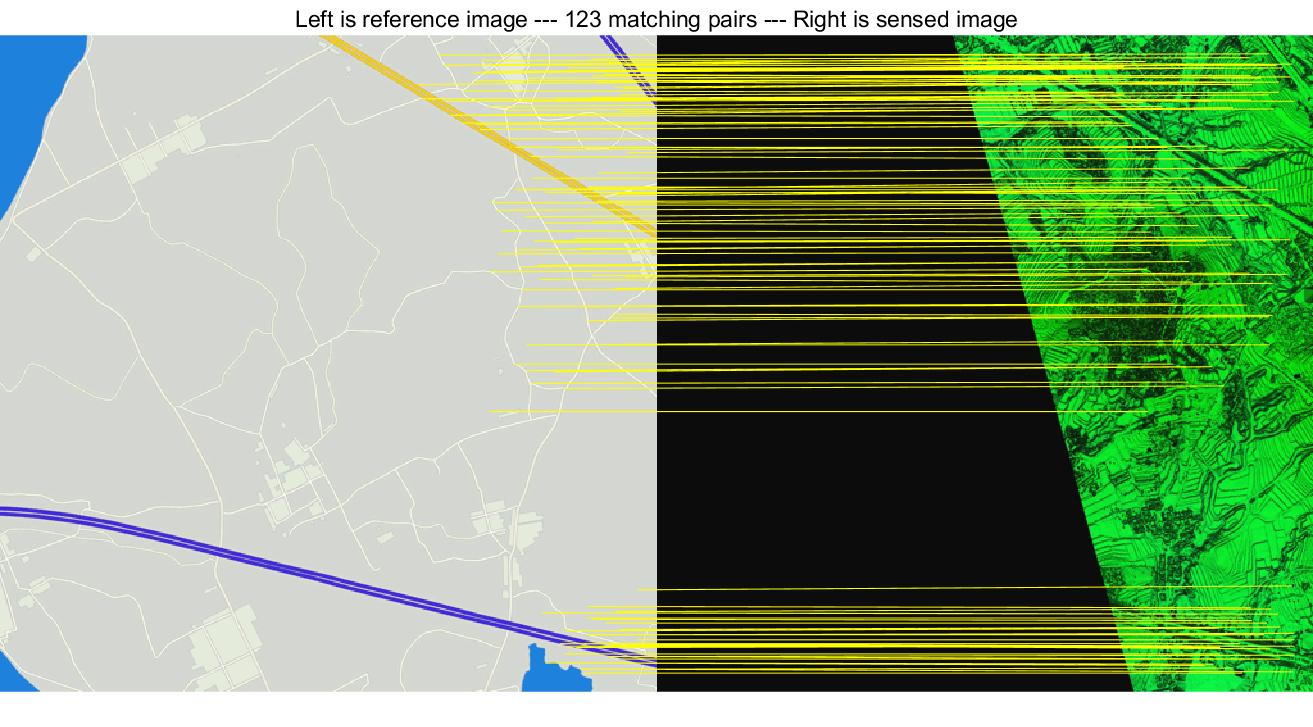 Left is reference image --- 123 matching pairs --- Right is sensed image